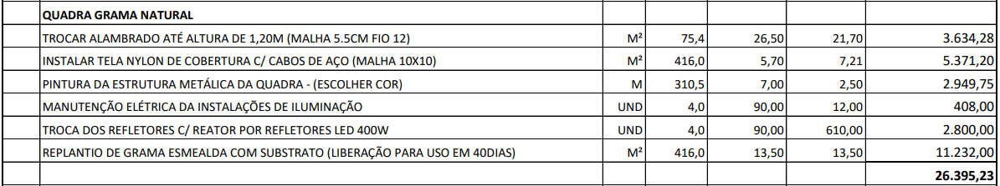 QUADRA GRAMA NATURAL
TROCAR ALAMBRADO ATÉ ALTURA DE 1,20M (MALHA 5.5CM FIO 12) M² 75,4 26,50 21,70 3.634,28
INSTALAR TELA NYLON DE COBERTURA C/ CABOS DE AÇO (MALHA 10X10) M² 416,0 5,70 7,21 5.371,20
PINTURA DA ESTRUTURA METÁLICA DA QUADRA - (ESCOLHER COR) M 310,5 7,00 2,50 2.949,75
MANUTENÇÃO ELÉTRICA DA INSTALAÇÕES DE ILUMINAÇÃO UND 4,0 90,00 12,00 408,00
TROCA DOS REFLETORES C/ REATOR POR REFLETORES LED 400W UND 4,0 90,00 610,00 2.800,00
REPLANTIO DE GRAMA ESMEALDA COM SUBSTRATO (LIBERAÇÃO PARA USO EM 40DIAS) M² 416,0 13,50 13,50 11.232,00
26.395,23